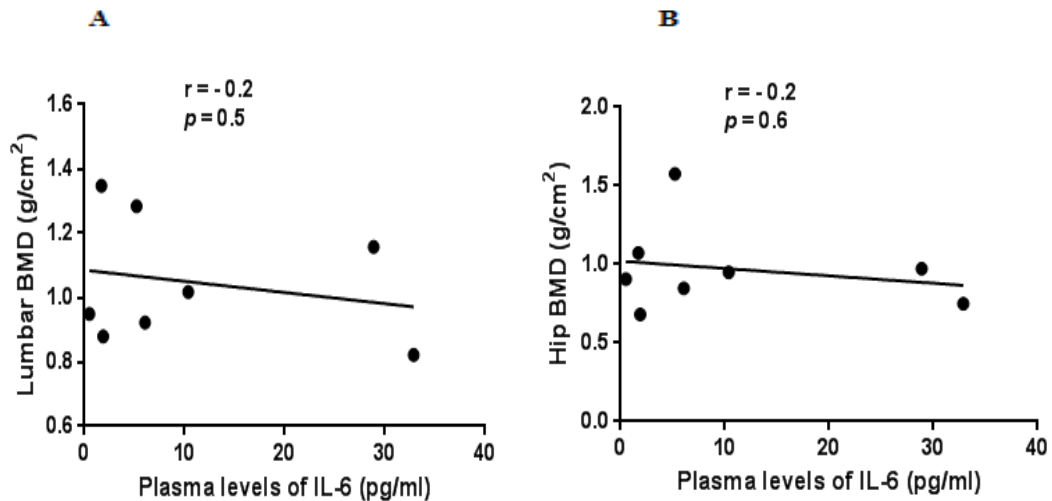 A
r = - 0.2
p = 0.5
Lumbar BMD (g/cm²)
1.6
1.4
1.2
1.0
0.8
0.6
0
10
20
30
40
Plasma levels of IL-6 (pg/ml)
B
r = - 0.2
p = 0.6
Hip BMD (g/cm²)
2.0
1.5
1.0
0.5
0.0
0
10
20
30
40
Plasma levels of IL-6 (pg/ml)